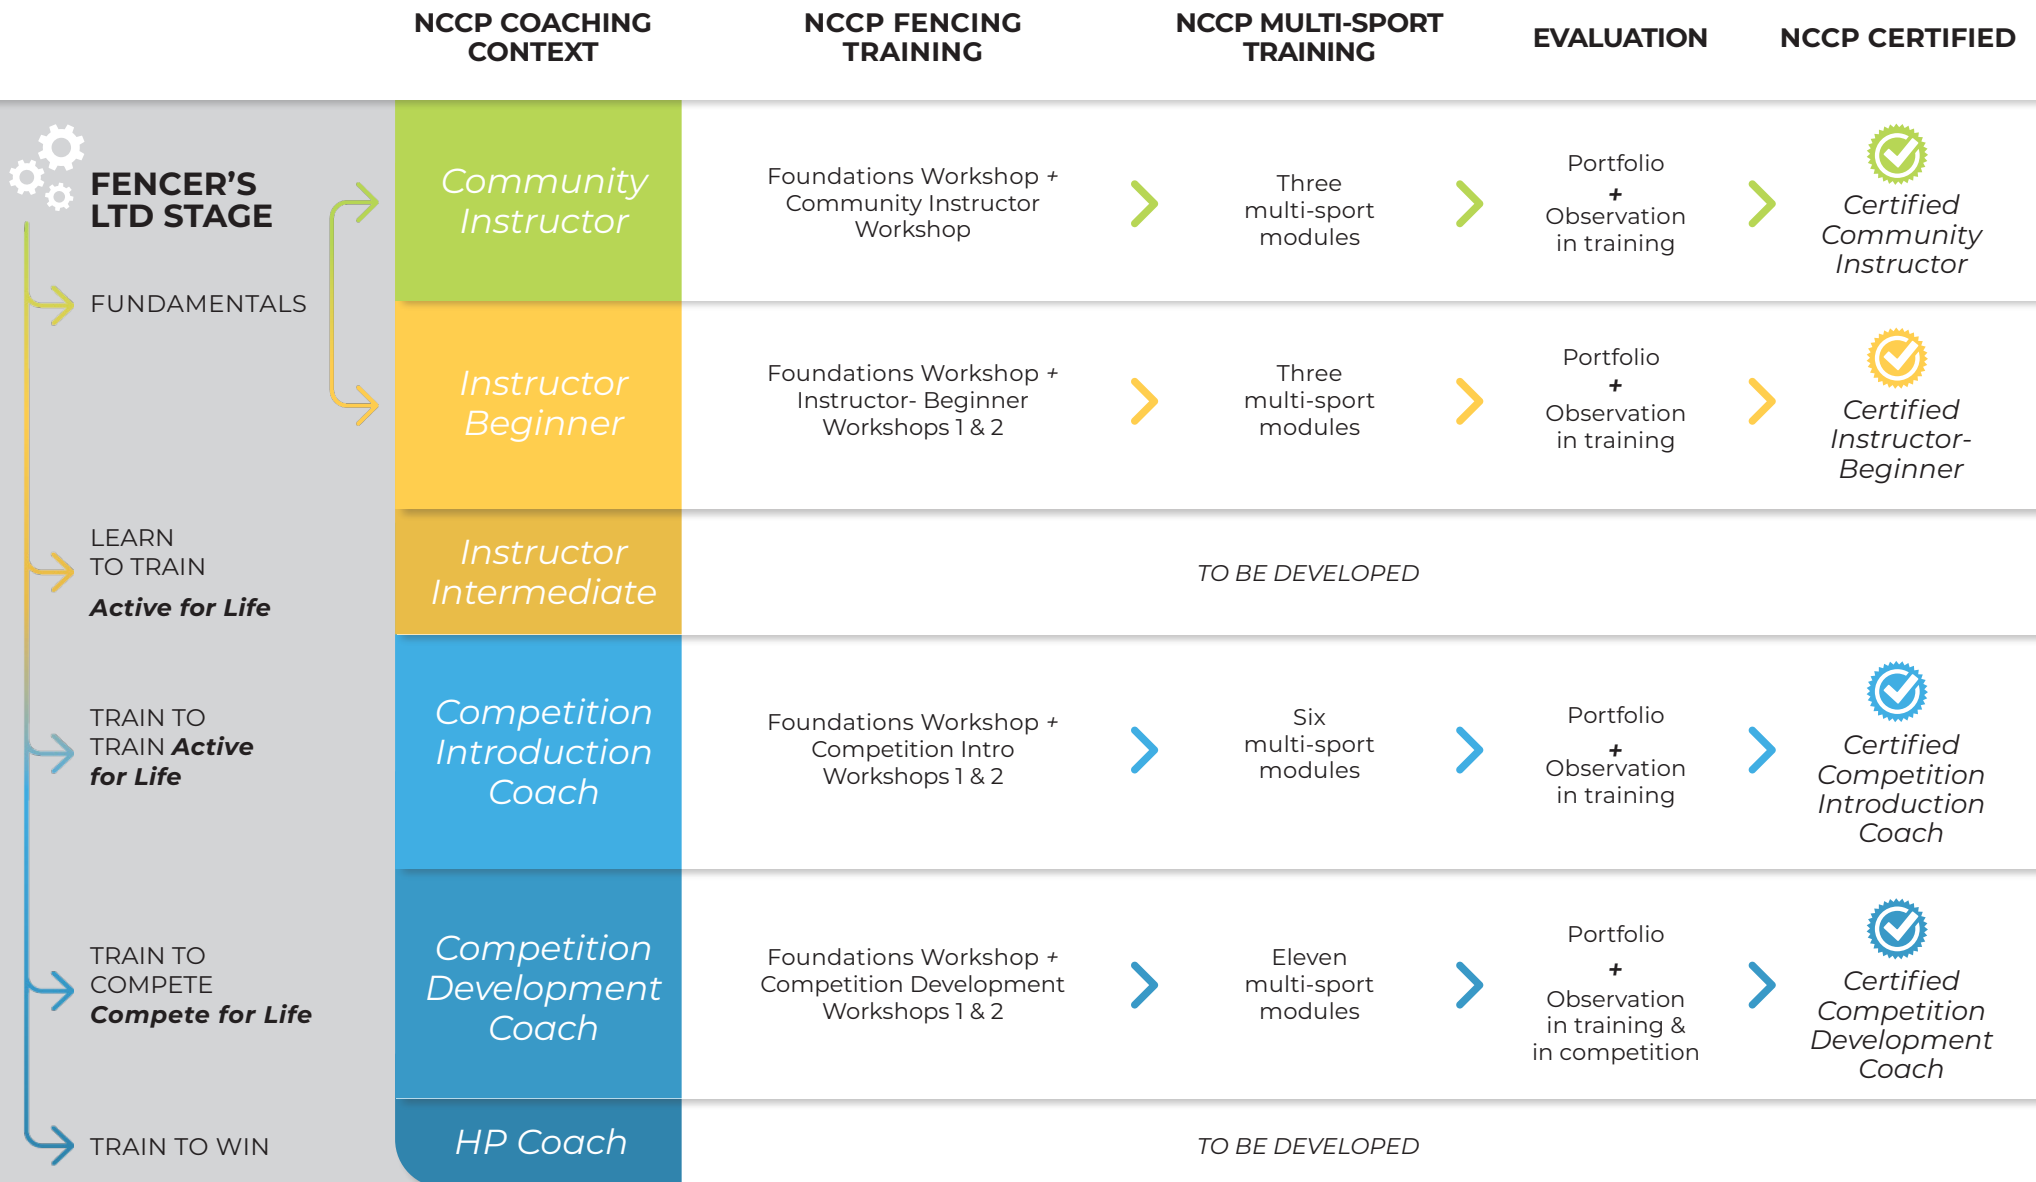 NCCP COACHING
CONTEXT
NCCP FENCING
TRAINING
NCCP MULTI-SPORT
TRAINING
EVALUATION
NCCP CERTIFIED
FENCER'S
LTD STAGE
FUNDAMENTALS
Community
Instructor
Foundations Workshop +
Community Instructor
Workshop
Three
multi-sport
modules
Portfolio
+
Observation
in training
Certified
Community
Instructor
Instructor
Beginner
Foundations Workshop +
Instructor- Beginner
Workshops 1 & 2
Three
multi-sport
modules
Portfolio
+
Observation
in training
Certified
Instructor-
Beginner
LEARN
TO TRAIN
Active for Life
Instructor
Intermediate
TO BE DEVELOPED
TRAIN TO
TRAIN Active
for Life
Competition
Introduction
Coach
Foundations Workshop +
Competition Intro
Workshops 1 & 2
Six
multi-sport
modules
Portfolio
+
Observation
in training
Certified
Competition
Introduction
Coach
TRAIN TO
COMPETE
Compete for Life
Competition
Development
Coach
Foundations Workshop +
Competition Development
Workshops 1 & 2
Eleven
multi-sport
modules
Portfolio
+
Observation
in training &
in competition
Certified
Competition
Development
Coach
TRAIN TO WIN
HP Coach
TO BE DEVELOPED